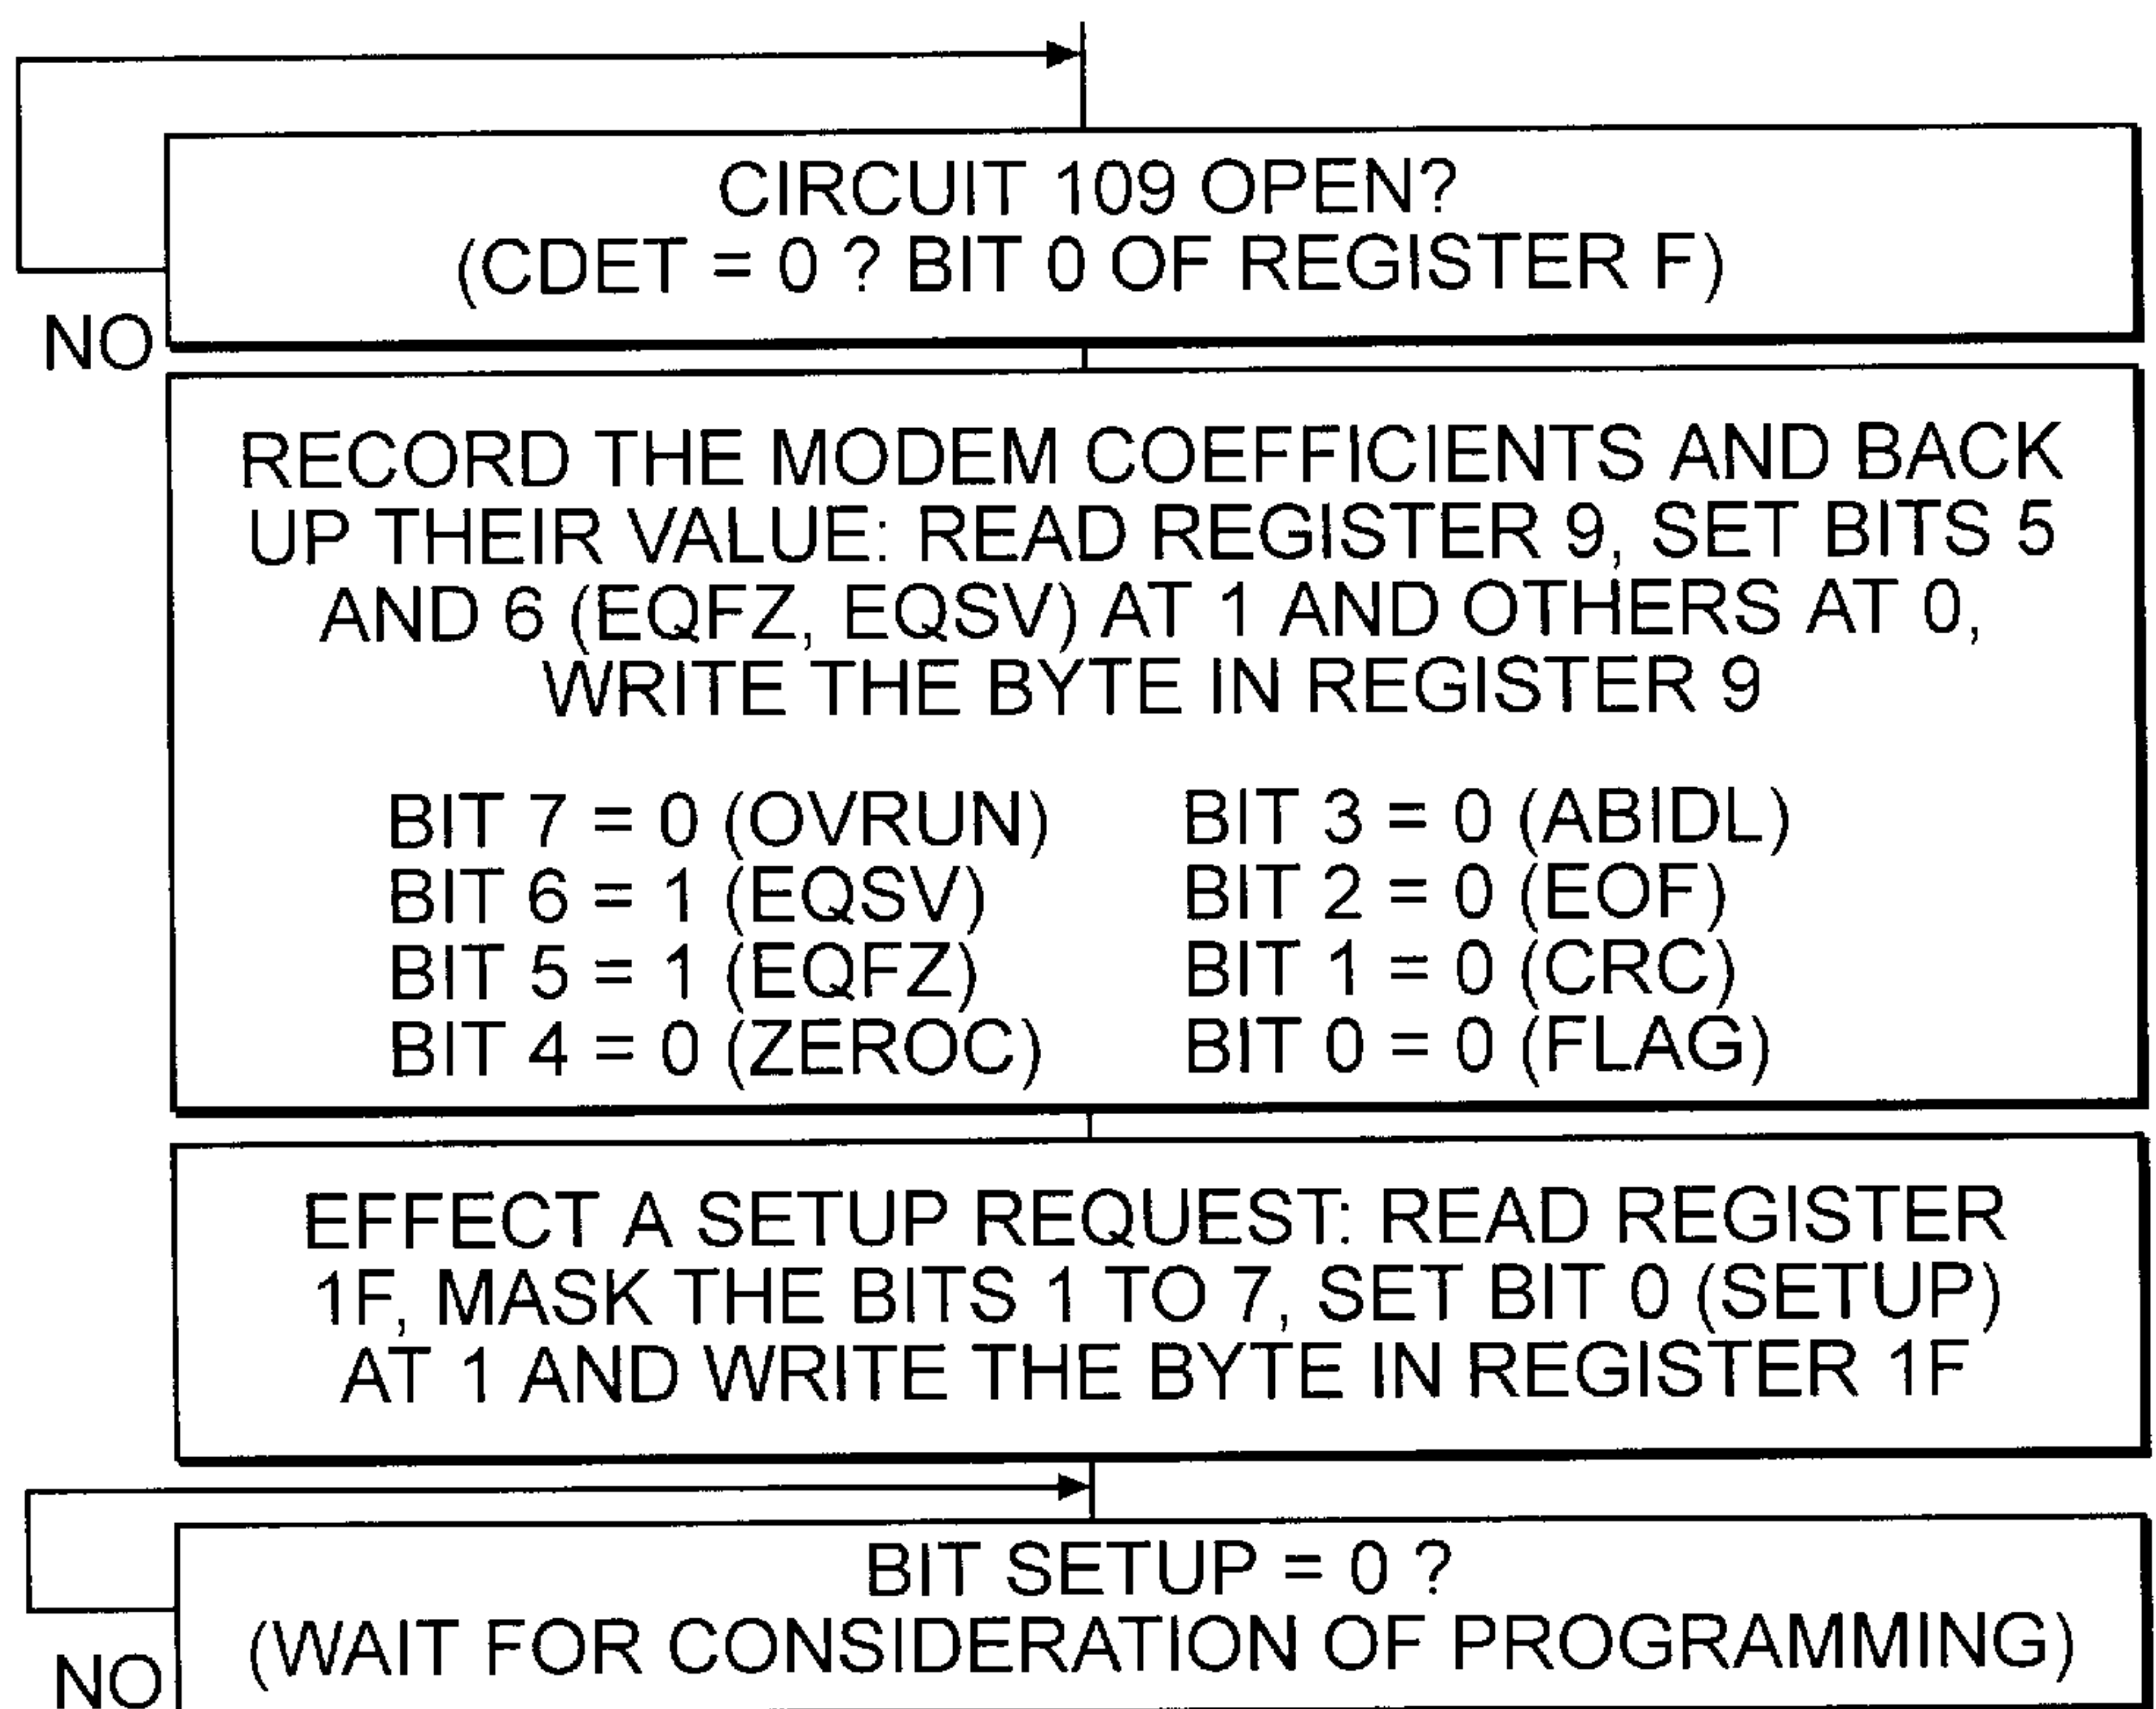 CIRCUIT 109 OPEN?
(CDET = 0 ? BIT 0 OF REGISTER F)
NO
RECORD THE MODEM COEFFICIENTS AND BACK
UP THEIR VALUE: READ REGISTER 9, SET BITS 5
AND 6 (EQFZ, EQSV) AT 1 AND OTHERS AT 0,
WRITE THE BYTE IN REGISTER 9
BIT 7 = 0 (OVRUN) BIT 3 = 0 (ABIDL)
BIT 6 = 1 (EQSV) BIT 2 = 0 (EOF)
BIT 5 = 1 (EQFZ) BIT 1 = 0 (CRC)
BIT 4 = 0 (ZEROC) BIT 0 = 0 (FLAG)
EFFECT A SETUP REQUEST: READ REGISTER
1F, MASK THE BITS 1 TO 7, SET BIT 0 (SETUP)
AT 1 AND WRITE THE BYTE IN REGISTER 1F
BIT SETUP = 0 ?
(WAIT FOR CONSIDERATION OF PROGRAMMING)
NO